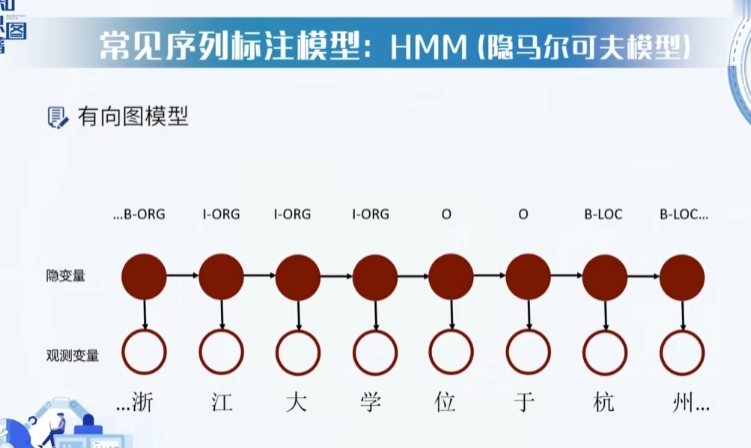 常见序列标注模型：HMM (隐马尔可夫模型)
有向图模型
...B-ORG I-ORG I-ORG I-ORG O O B-LOC B-LOC...
隐变量
观测变量
...浙 江 大 学 位 于 杭 州...